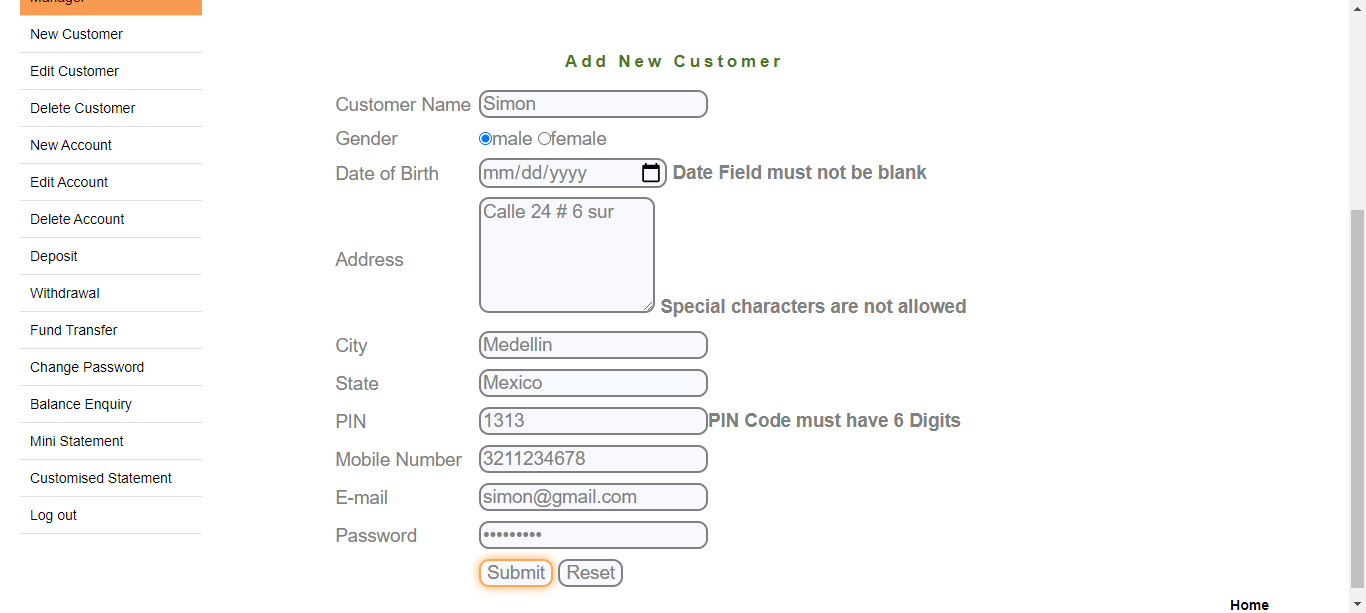 Manager
New Customer
Edit Customer
Delete Customer
New Account
Edit Account
Delete Account
Deposit
Withdrawal
Fund Transfer
Change Password
Balance Enquiry
Mini Statement
Customised Statement
Log out
Add New Customer
Customer Name Simon
Gender male female
Date of Birth mm/dd/yyyy Date Field must not be blank
Calle 24 # 6 sur
Address
Special characters are not allowed
City Medellin
State Mexico
PIN 1313 PIN Code must have 6 Digits
Mobile Number 3211234678
E-mail simon@gmail.com
Password •••••••••
Submit Reset
Home